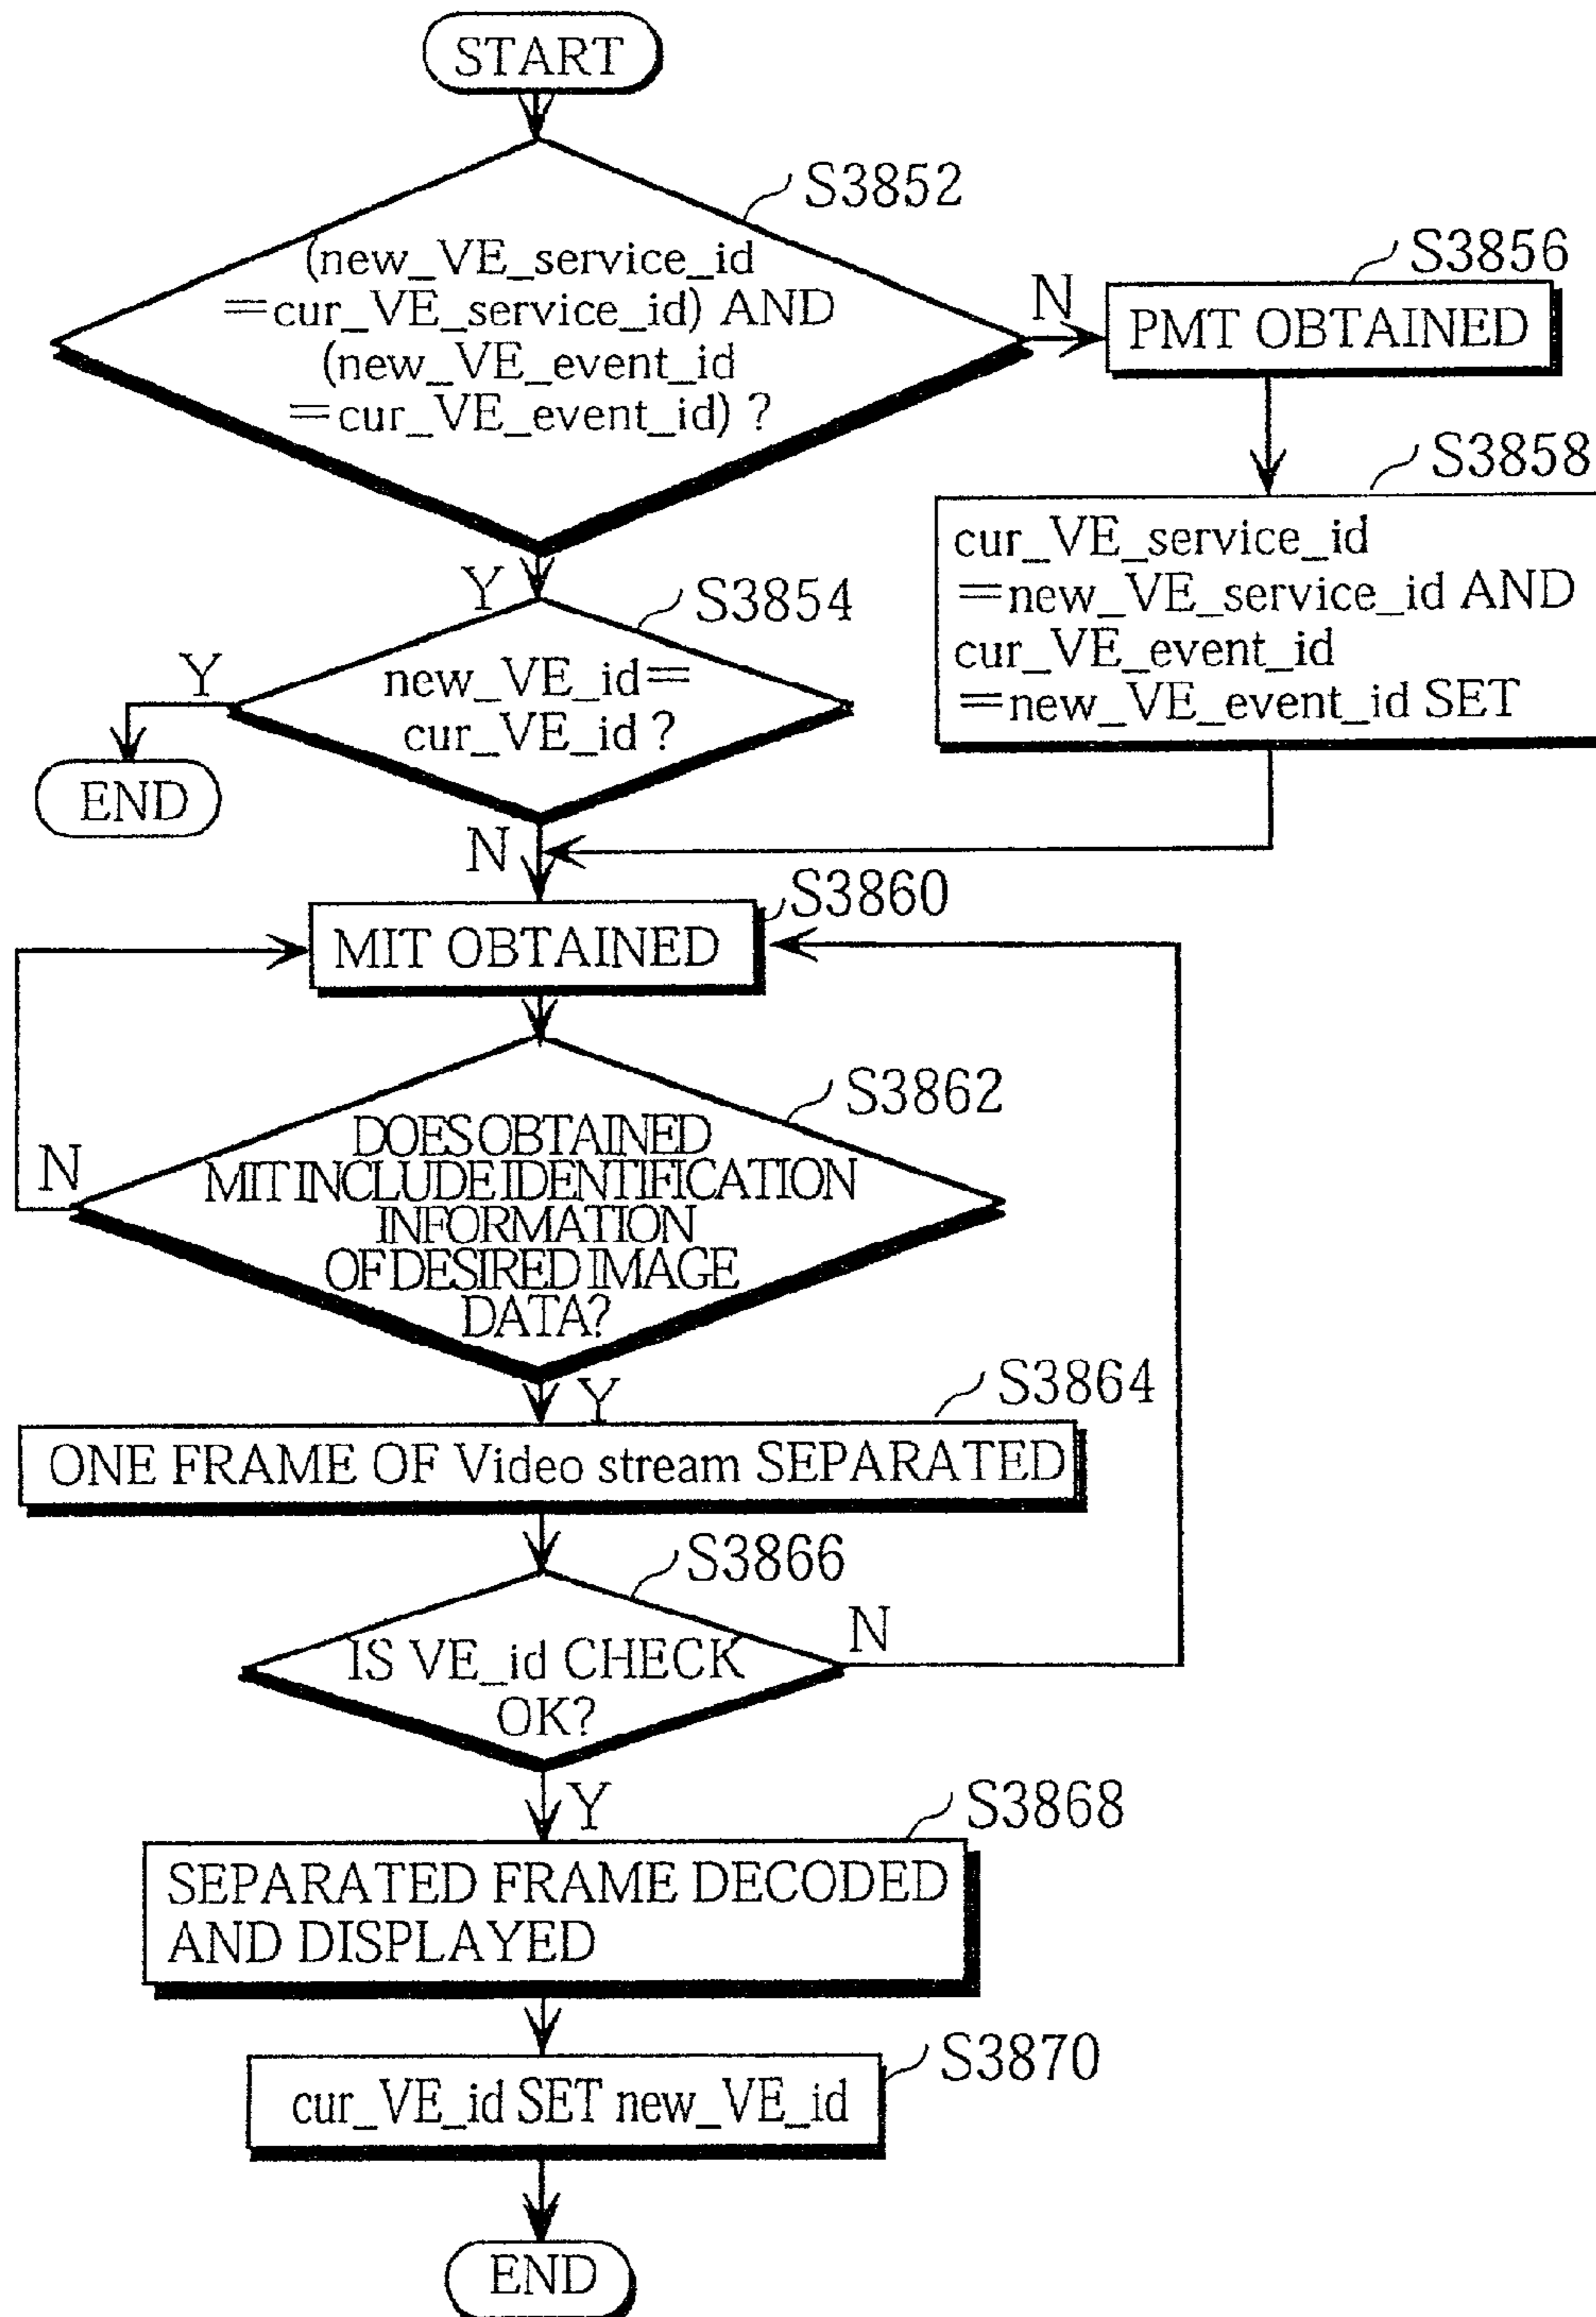 START
S3852
(new_VE_service_id
=cur_VE_service_id) AND
(new_VE_event_id
=cur_VE_event_id) ?
N
S3856
PMT OBTAINED
S3858
cur_VE_service_id
=new_VE_service_id AND
cur_VE_event_id
=new_VE_event_id SET
Y
S3854
new_VE_id=
cur_VE_id ?
Y
END
N
S3860
MIT OBTAINED
S3862
DOES OBTAINED
MIT INCLUDE IDENTIFICATION
INFORMATION
OF DESIRED IMAGE
DATA?
N
Y
S3864
ONE FRAME OF Video stream SEPARATED
S3866
IS VE_id CHECK
OK?
N
Y
S3868
SEPARATED FRAME DECODED
AND DISPLAYED
S3870
cur_VE_id SET new_VE_id
END